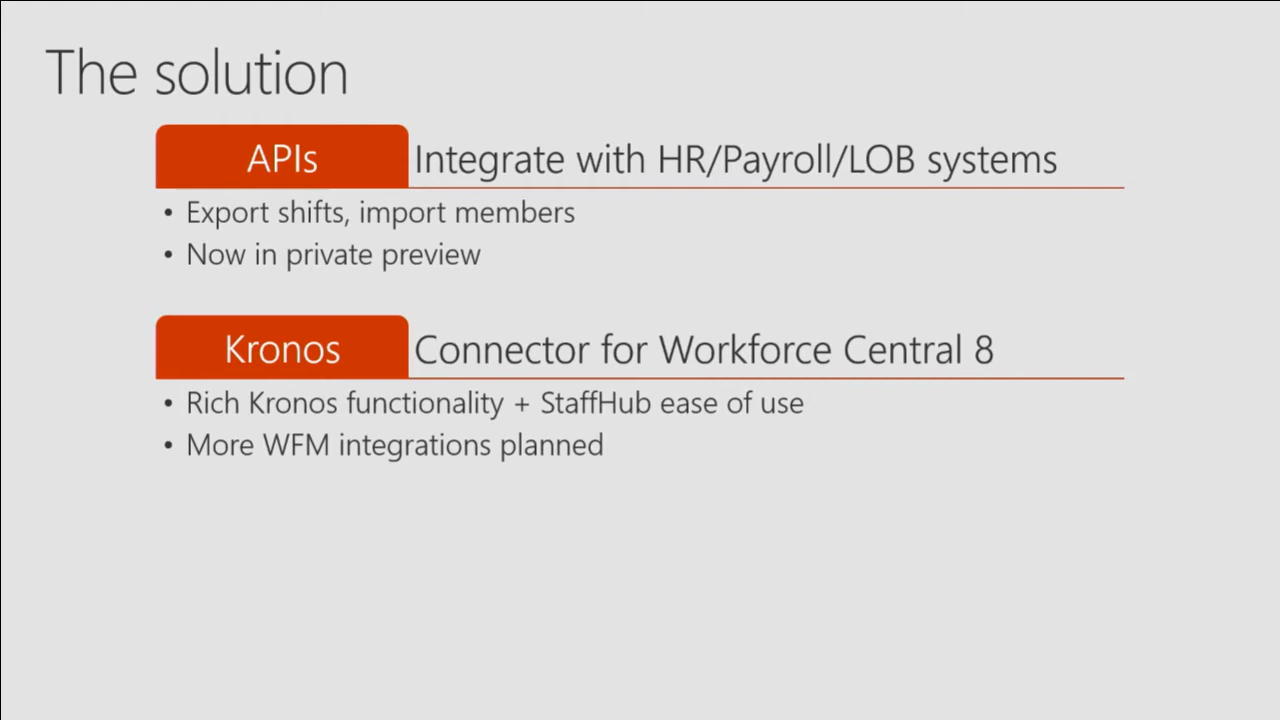 The solution
APIs
Integrate with HR/Payroll/LOB systems
• Export shifts, import members
• Now in private preview
Kronos
Connector for Workforce Central 8
• Rich Kronos functionality + StaffHub ease of use
• More WFM integrations planned